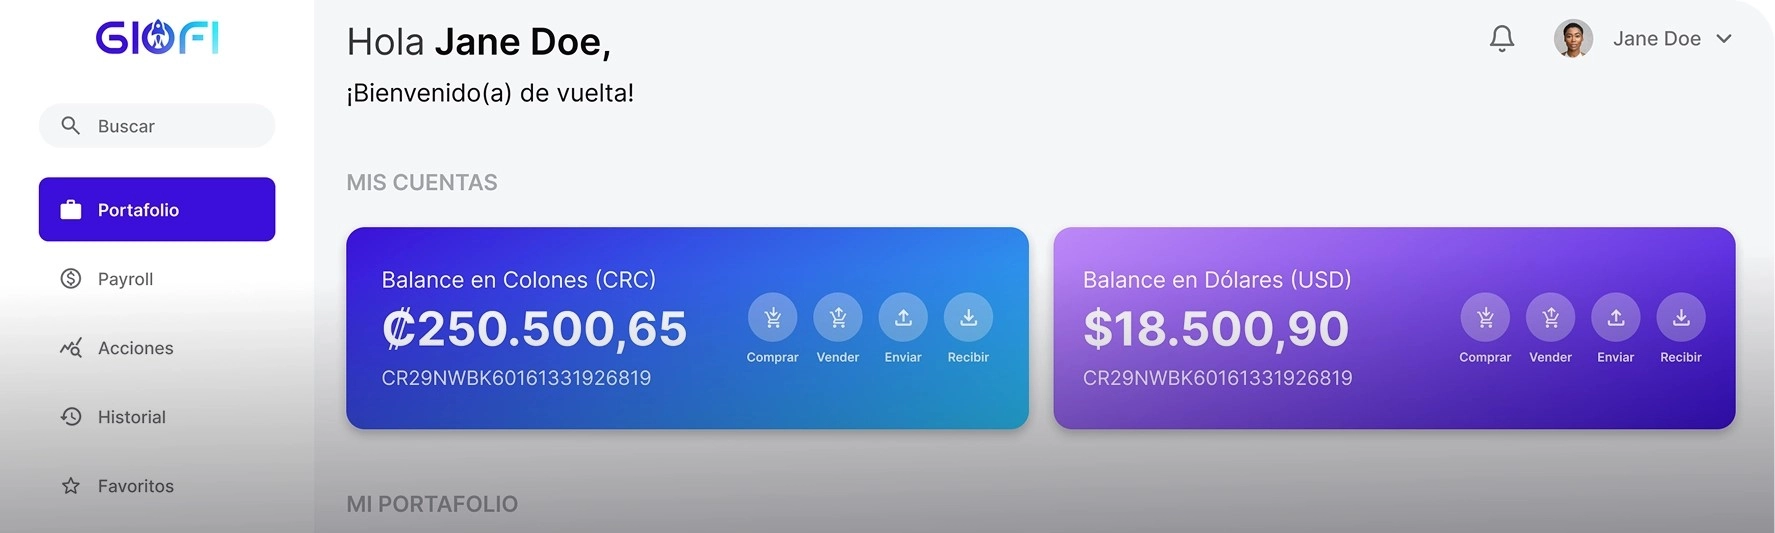 GIOFI
Buscar
Portafolio
Payroll
Acciones
Historial
Favoritos
Hola Jane Doe,
¡Bienvenido(a) de vuelta!
Jane Doe
MIS CUENTAS
Balance en Colones (CRC)
₡250.500,65
CR29NWBK60161331926819
Comprar
Vender
Enviar
Recibir
Balance en Dólares (USD)
$18.500,90
CR29NWBK60161331926819
Comprar
Vender
Enviar
Recibir
MI PORTAFOLIO